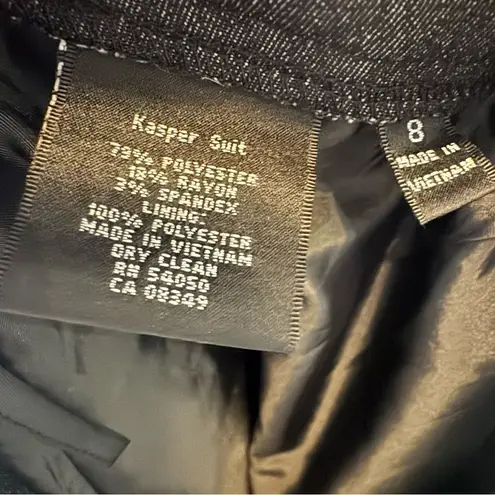 Kasper Suit
79% POLYESTER
18% RAYON
3% SPANDEX
LINING:
100% POLYESTER
MADE IN VIETNAM
DRY CLEAN
RN 54050
CA 08349
8
MADE IN
VIETNAM